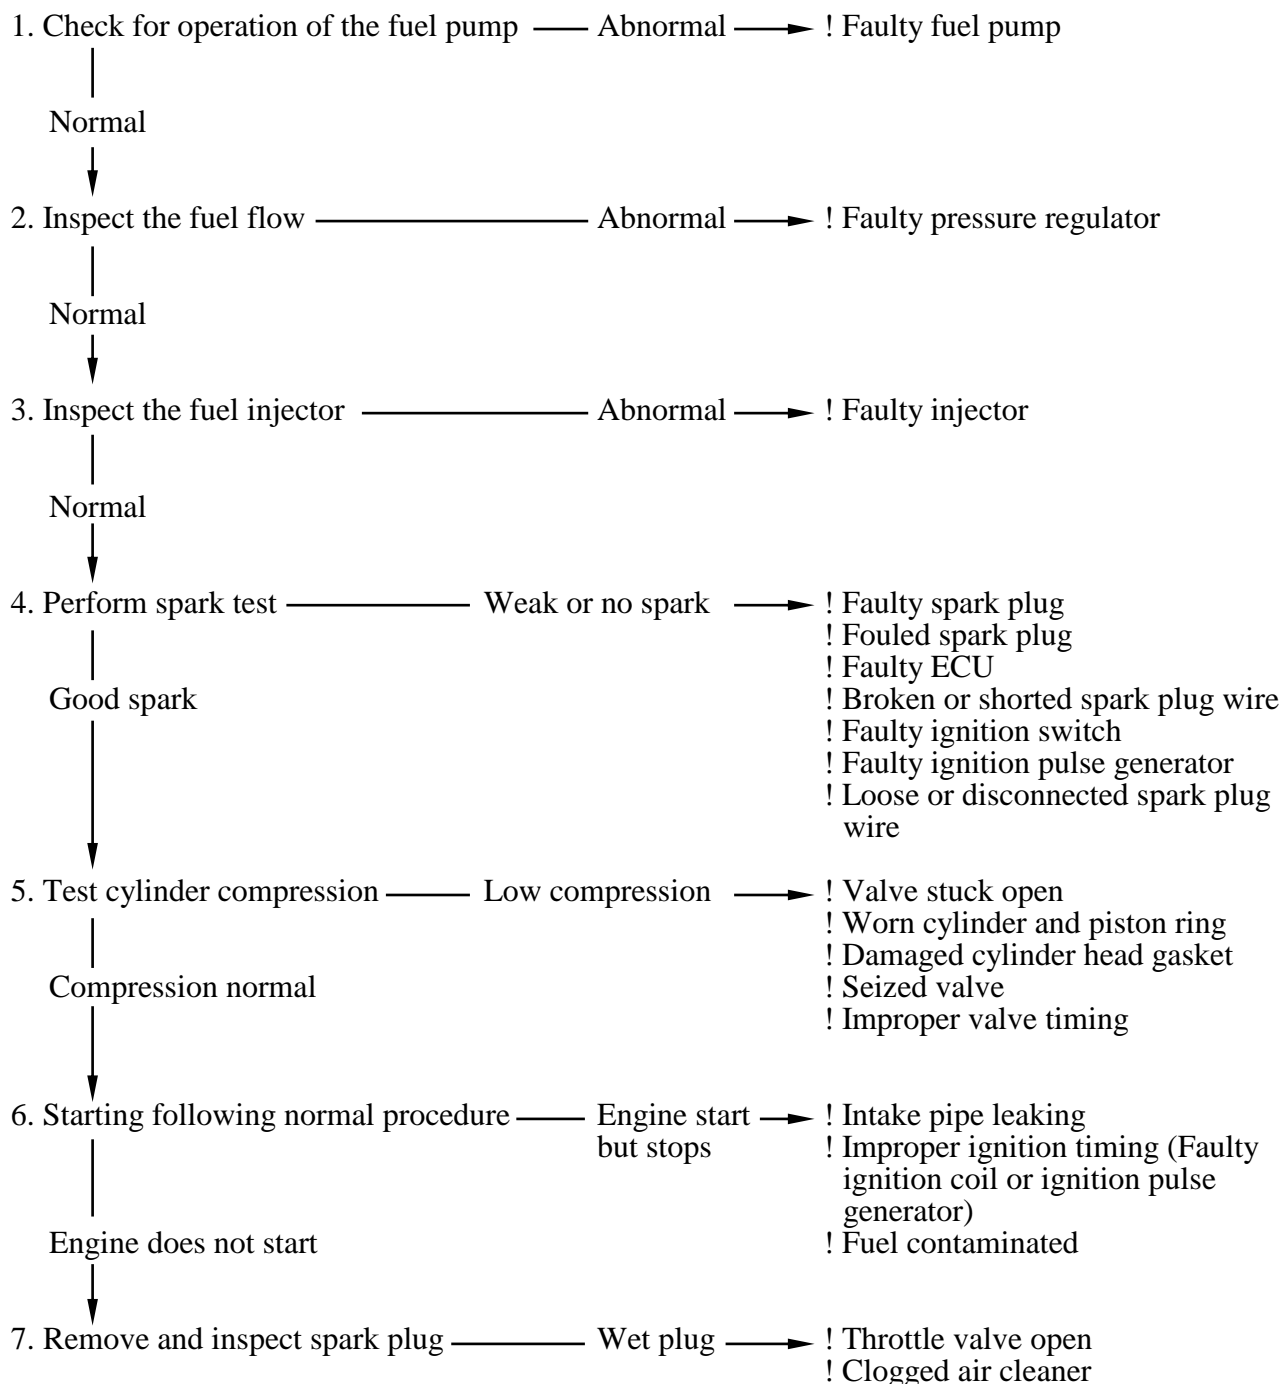 1. Check for operation of the fuel pump Abnormal ! Faulty fuel pump
Normal
2. Inspect the fuel flow Abnormal ! Faulty pressure regulator
Normal
3. Inspect the fuel injector Abnormal ! Faulty injector
Normal
4. Perform spark test Weak or no spark ! Faulty spark plug
! Fouled spark plug
! Faulty ECU
Good spark ! Broken or shorted spark plug wire
! Faulty ignition switch
! Faulty ignition pulse generator
! Loose or disconnected spark plug
wire
5. Test cylinder compression Low compression ! Valve stuck open
! Worn cylinder and piston ring
! Damaged cylinder head gasket
Compression normal ! Seized valve
! Improper valve timing
6. Starting following normal procedure Engine start ! Intake pipe leaking
but stops ! Improper ignition timing (Faulty
ignition coil or ignition pulse
generator)
Engine does not start ! Fuel contaminated
7. Remove and inspect spark plug Wet plug ! Throttle valve open
! Clogged air cleaner